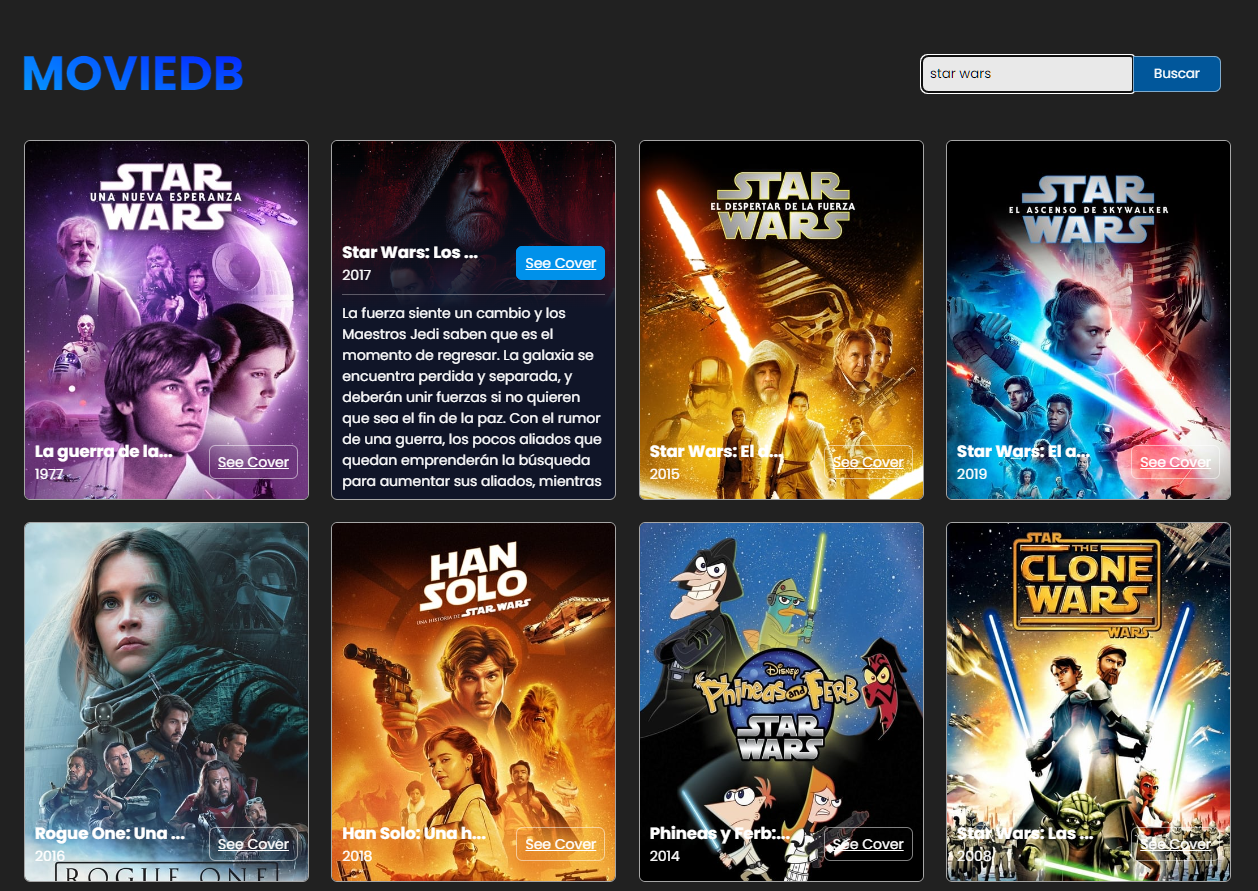 MOVIEDB
star wars
Buscar
STAR
UNA NUEVA ESPERANZA
WARS
La guerra de la...
1977
See Cover
Star Wars: Los ...
2017
See Cover
La fuerza siente un cambio y los
Maestros Jedi saben que es el
momento de regresar. La galaxia se
encuentra perdida y separada, y
deberán unir fuerzas si no quieren
que sea el fin de la paz. Con el rumor
de una guerra, los pocos aliados que
quedan emprenderán la búsqueda
para aumentar sus aliados, mientras
STAR
EL DESPERTAR DE LA FUERZA
WARS
Star Wars: El d...
2015
See Cover
STAR
EL ASCENSO DE SKYWALKER
WARS
Star Wars: El a...
2019
See Cover
Rogue One: Una ...
2016
See Cover
ROGUE ONE
HAN
SOLO
UNA HISTORIA DE STAR WARS
Han Solo: Una h...
2018
See Cover
Disney
Phineas and Ferb
STAR
WARS
Phineas y Ferb:...
2014
See Cover
STAR
THE
CLONE
WARS
WARS
Star Wars: Las ...
2008
See Cover